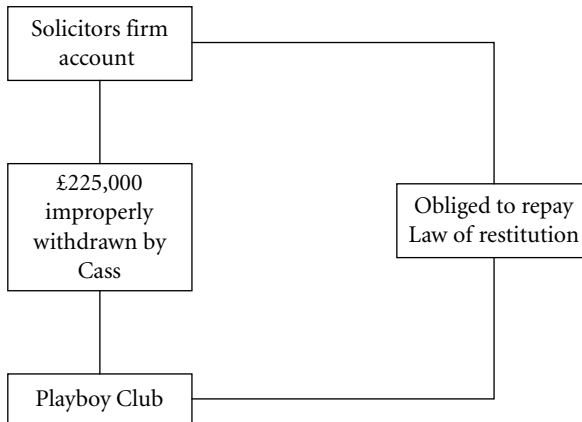 Solicitors firm
account
£225,000
improperly
withdrawn by
Cass
Obliged to repay
Law of restitution
Playboy Club